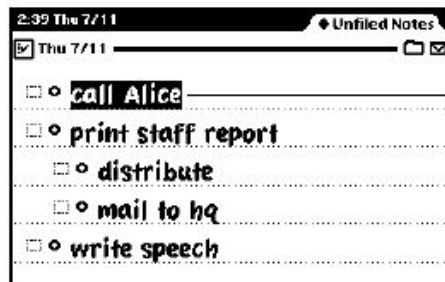 2:39 Thu 7/11 ◆Unfiled Notes
Thu 7/11
call Alice
print staff report
distribute
mail to hq
write speech